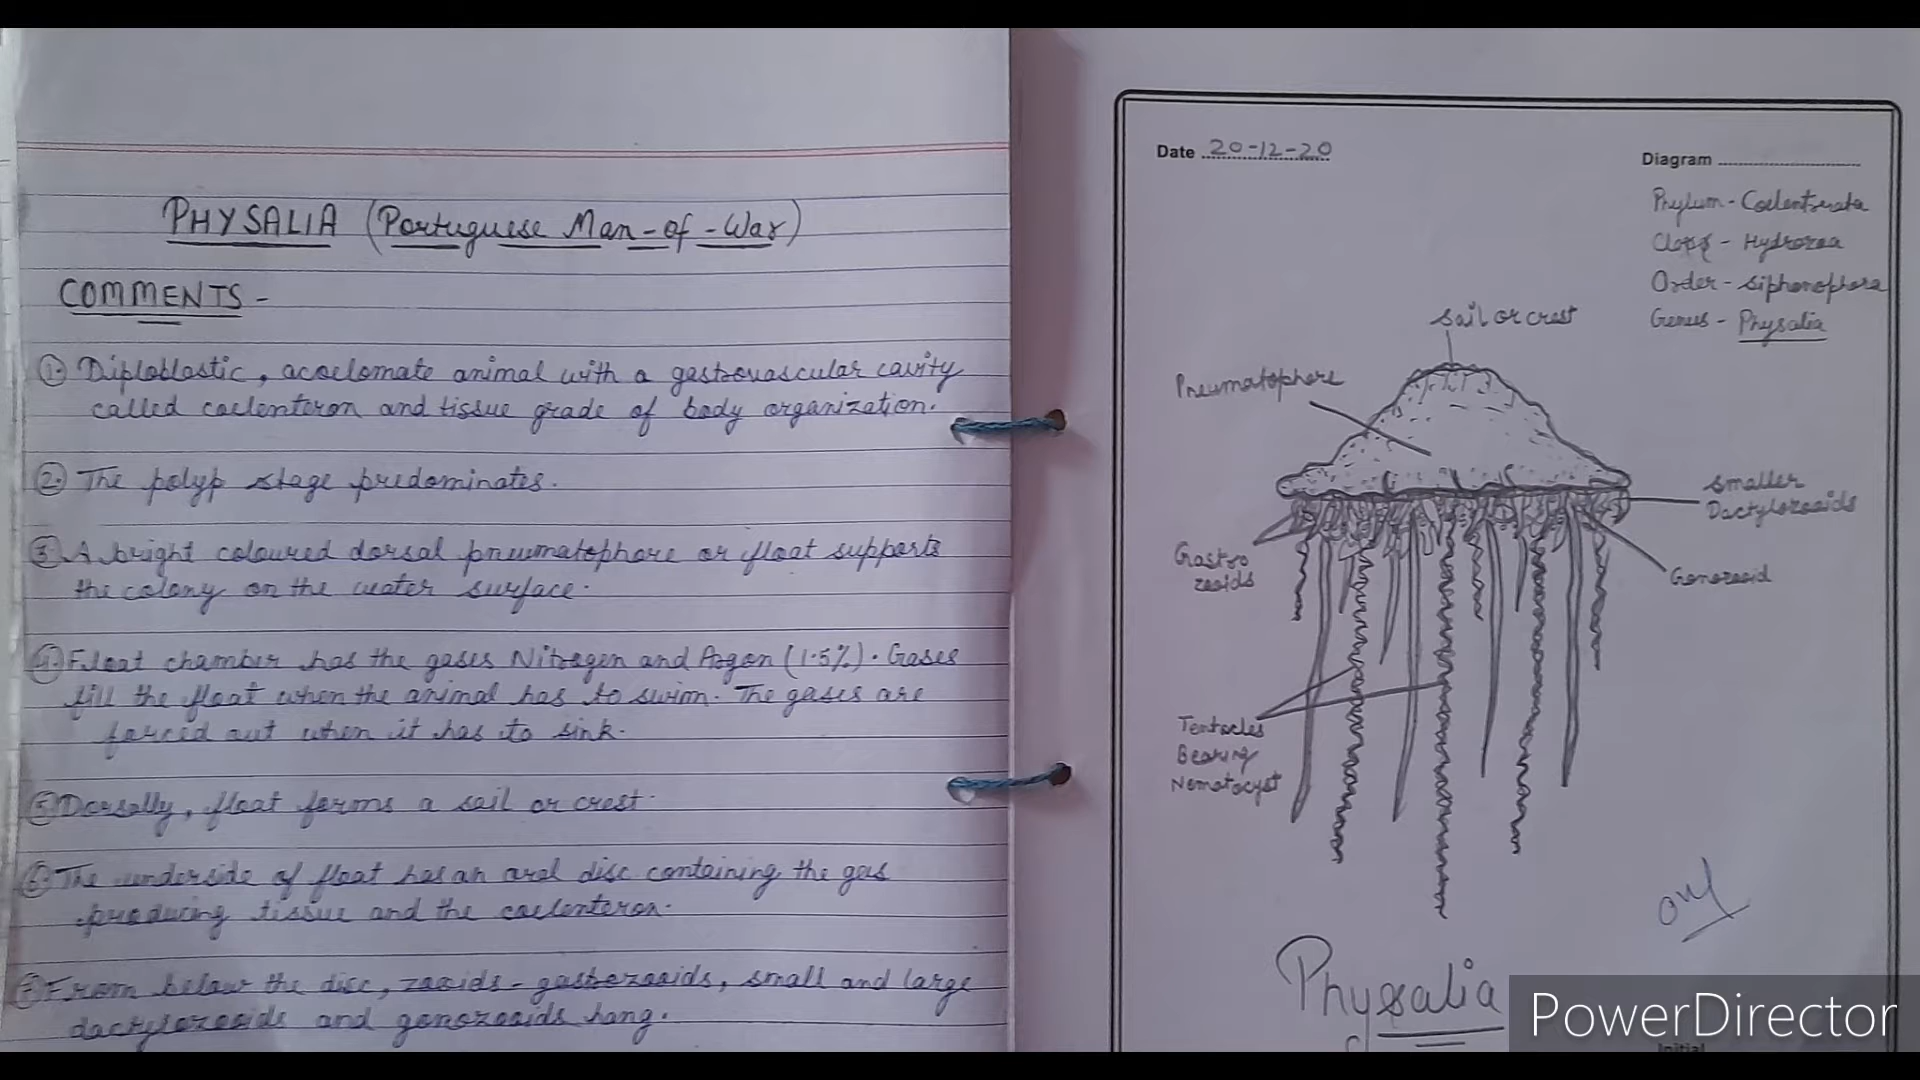 PHYSALIA (Portuguese Man-of-War)
COMMENTS -
1. Diploblastic, acoelomate animal with a gastrovascular cavity
called coelenteron and tissue grade of body organization.
2. The polyp stage predominates.
3. A bright coloured dorsal pneumatophore or float supports
the colony on the water surface.
4. Float chamber has the gases Nitrogen and Argon (1.5%). Gases
fill the float when the animal has to swim. The gases are
forced out when it has to sink.
5. Dorsally, float forms a sail or crest.
6. The underside of float has an oral disc containing the gas
producing tissue and the coelenteron.
7. From below the disc, zooids - gastrozooids, small and large
dactylozooids and gonozooids hang.
Date 20-12-20
Diagram
Phylum - Coelenterata
Class - Hydrozoa
Order - Siphonophora
Genus - Physalia
sail or crest
Pneumatophore
smaller
Dactylozooids
Gastro
zooids
Gonozooid
Tentacles
Bearing
Nematocyst
Physalia
PowerDirector
Initial